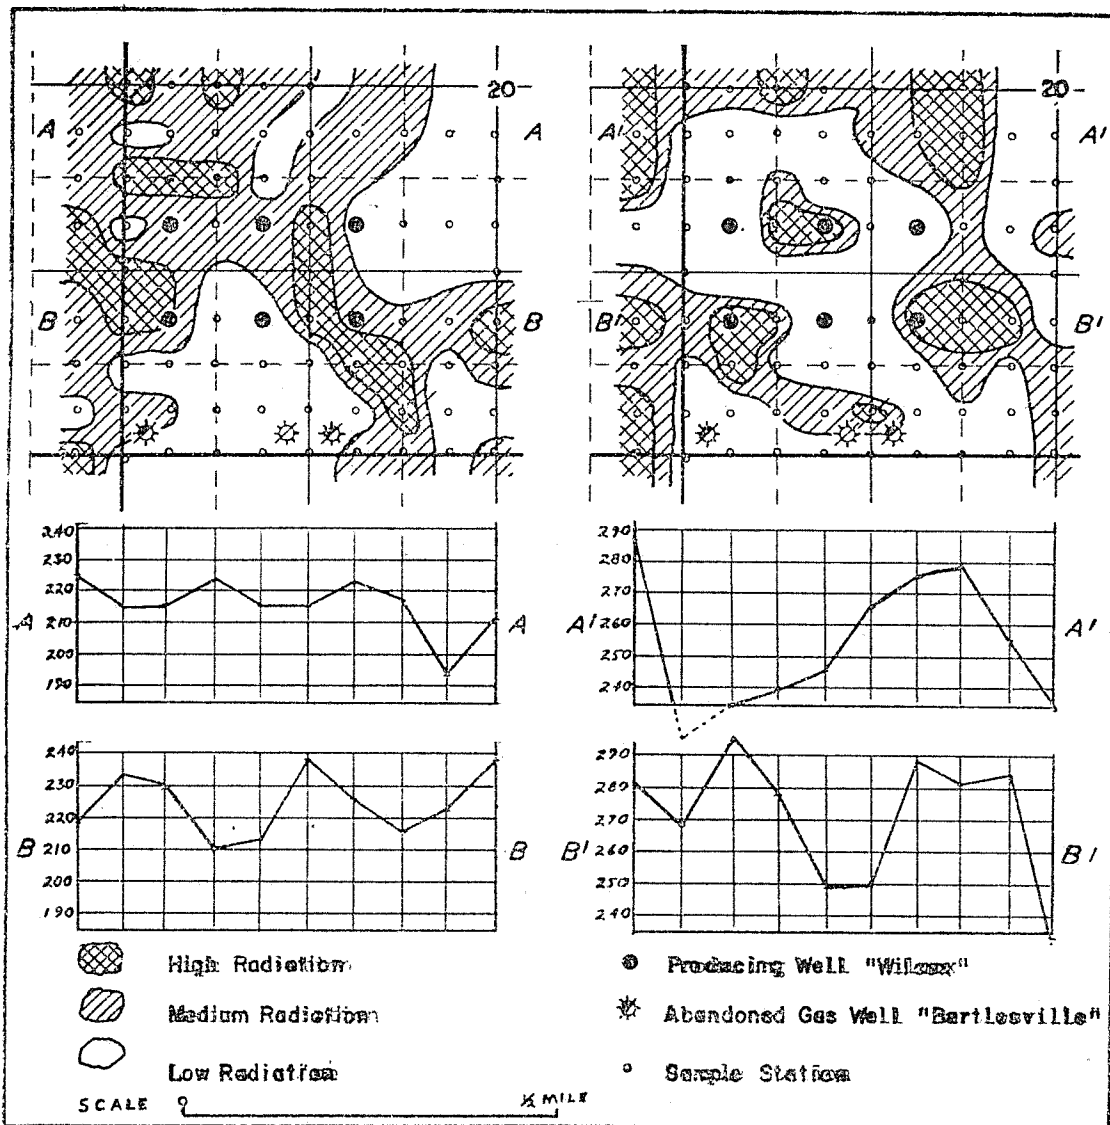 20 20
A A A' A'
B B B' B'
240 290
230 280
220 270
A 210 A A' 260 A'
200 250
190 240
240 290
230 280
220 270
B 210 B B' 260 B'
200 250
190 240
High Radiation Producing Well "Wilcox"
Medium Radiation Abandoned Gas Well "Bartlesville"
Low Radiation Sample Station
SCALE 0 ½ MILE